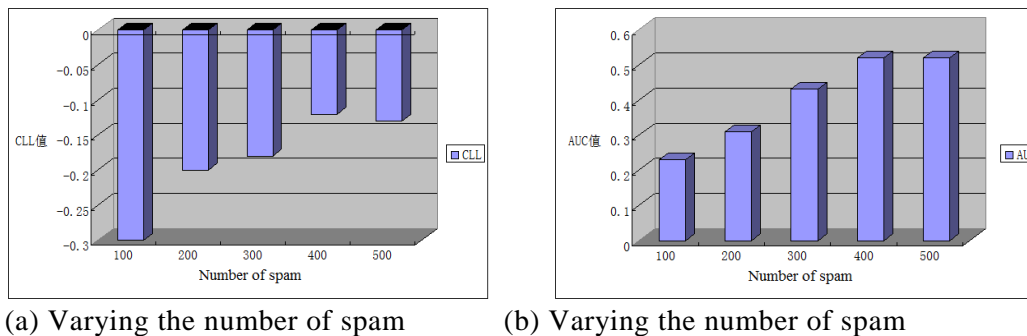 0
-0.05
-0.1
CLL值 -0.15
-0.2
-0.25
-0.3
100 200 300 400 500
Number of spam
CLL
0.6
0.5
0.4
AUC值 0.3
0.2
0.1
0
100 200 300 400 500
Number of spam
(a) Varying the number of spam (b) Varying the number of spam